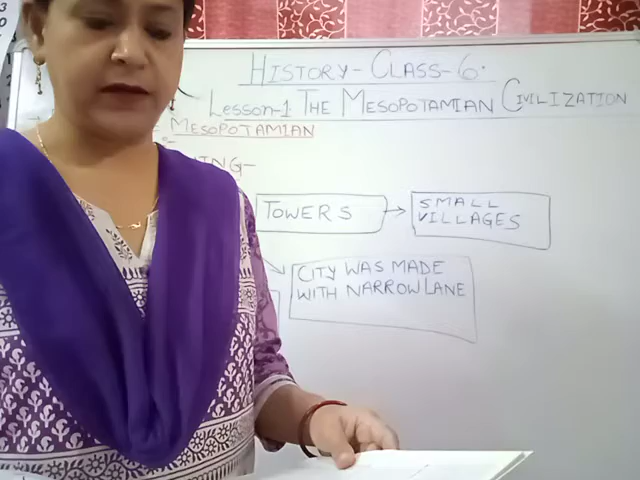 HISTORY-CLASS-6.
Lesson-1 THE MESOPOTAMIAN CIVILIZATION
MESOPOTAMIAN
TOWERS
SMALL
VILLAGES
CITY WAS MADE
WITH NARROW LANE